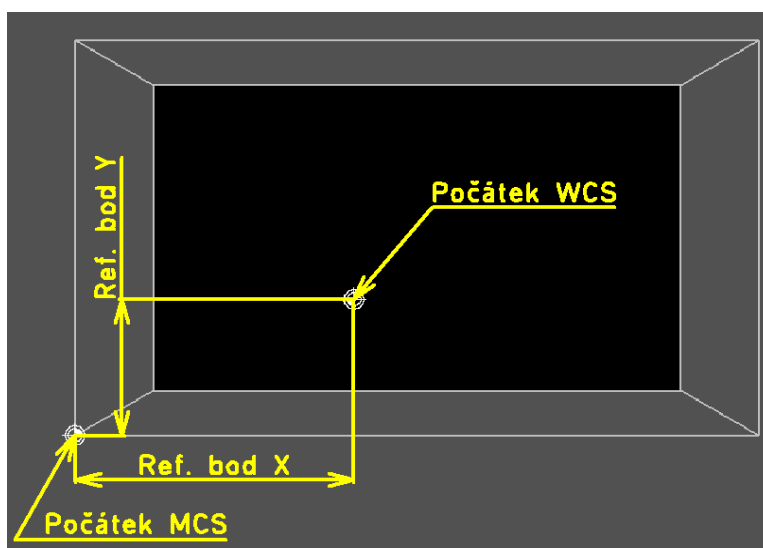 Ref. bod Y
Počátek WCS
Ref. bod X
Počátek MCS